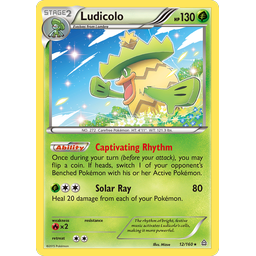 STAGE 2
Ludicolo
HP 130
Evolves from Lombre
NO. 272 Carefree Pokémon HT: 4'11" WT: 121.3 lbs.
Ability Captivating Rhythm
Once during your turn (before your attack), you may
flip a coin. If heads, switch 1 of your opponent's
Benched Pokémon with his or her Active Pokémon.
Solar Ray 80
Heal 20 damage from each of your Pokémon.
weakness resistance
×2
retreat
The rhythm of bright, festive
music activates Ludicolo's cells,
making it more powerful.
12/160